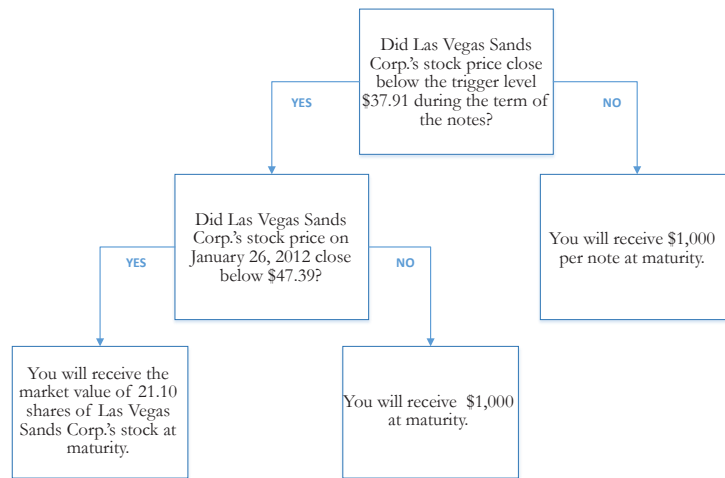 Did Las Vegas Sands
Corp.'s stock price close
below the trigger level
$37.91 during the term of
the notes?
YES
NO
Did Las Vegas Sands
Corp.'s stock price on
January 26, 2012 close
below $47.39?
You will receive $1,000
per note at maturity.
YES
NO
You will receive the
market value of 21.10
shares of Las Vegas
Sands Corp.'s stock at
maturity.
You will receive $1,000
at maturity.